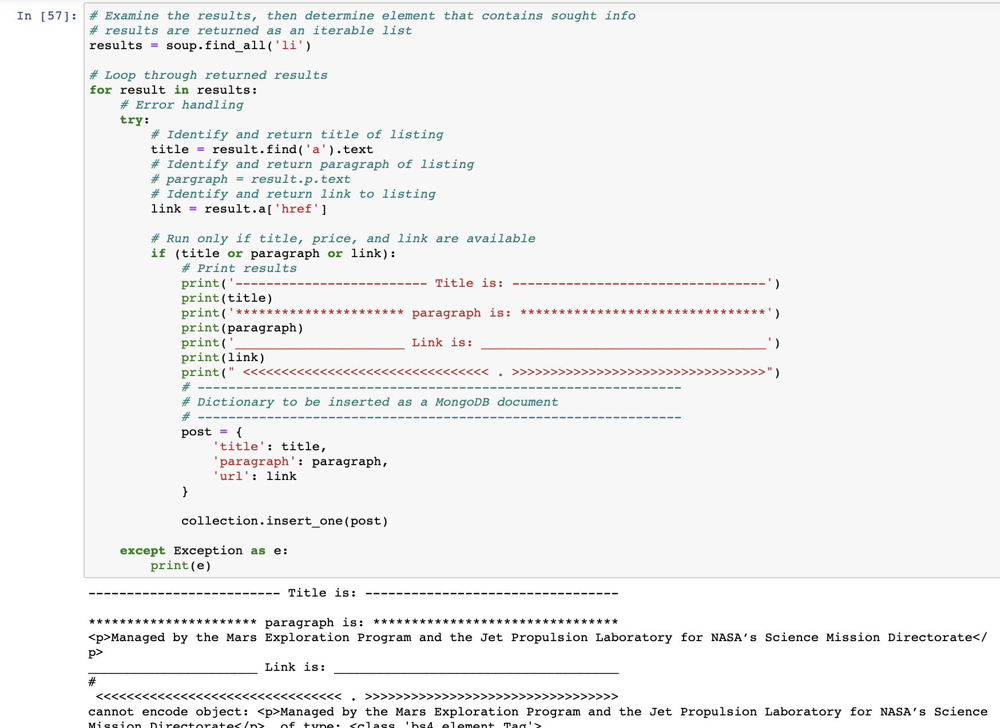 In [57]: # Examine the results, then determine element that contains sought info
# results are returned as an iterable list
results = soup.find_all('li')

# Loop through returned results
for result in results:
    # Error handling
    try:
        # Identify and return title of listing
        title = result.find('a').text
        # Identify and return paragraph of listing
        # pargraph = result.p.text
        # Identify and return link to listing
        link = result.a['href']

        # Run only if title, price, and link are available
        if (title or paragraph or link):
            # Print results
            print('------------------------- Title is: ---------------------------------')
            print(title)
            print('********************** paragraph is: ********************************')
            print(paragraph)
            print('______________________ Link is: _____________________________________')
            print(link)
            print(" <<<<<<<<<<<<<<<<<<<<<<<<<<<<<<<< . >>>>>>>>>>>>>>>>>>>>>>>>>>>>>>>>>")
            # ---------------------------------------------------------------
            # Dictionary to be inserted as a MongoDB document
            # ---------------------------------------------------------------
            post = {
                'title': title,
                'paragraph': paragraph,
                'url': link
            }

            collection.insert_one(post)

    except Exception as e:
        print(e)
------------------------- Title is: ---------------------------------

********************** paragraph is: ********************************
<p>Managed by the Mars Exploration Program and the Jet Propulsion Laboratory for NASA’s Science Mission Directorate</
p>
______________________ Link is: _____________________________________
#
 <<<<<<<<<<<<<<<<<<<<<<<<<<<<<<<< . >>>>>>>>>>>>>>>>>>>>>>>>>>>>>>>>>
cannot encode object: <p>Managed by the Mars Exploration Program and the Jet Propulsion Laboratory for NASA’s Science
Mission Directorate</p>, of type: <class 'bs4.element.Tag'>